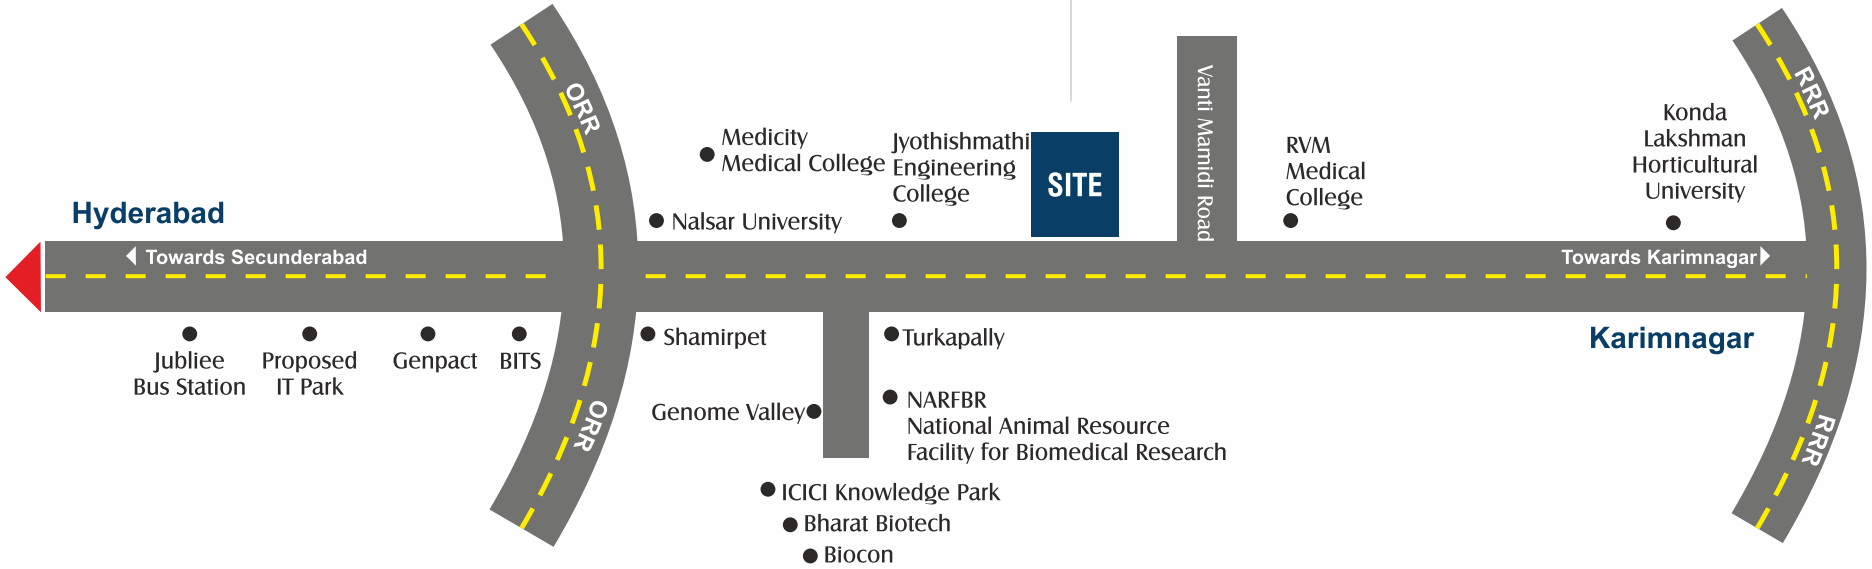 ORR
RRR
Konda
Lakshman
Horticultural
University
Medicity
Medical College
Jyothishmathi
Engineering
College
SITE
Vanti Mamidi Road
RVM
Medical
College
Hyderabad
Nalsar University
Towards Secunderabad
Towards Karimnagar
Jubliee
Bus Station
Proposed
IT Park
Genpact
BITS
Shamirpet
Turkapally
Karimnagar
ORR
Genome Valley
NARFBR
National Animal Resource
Facility for Biomedical Research
RRR
ICICI Knowledge Park
Bharat Biotech
Biocon